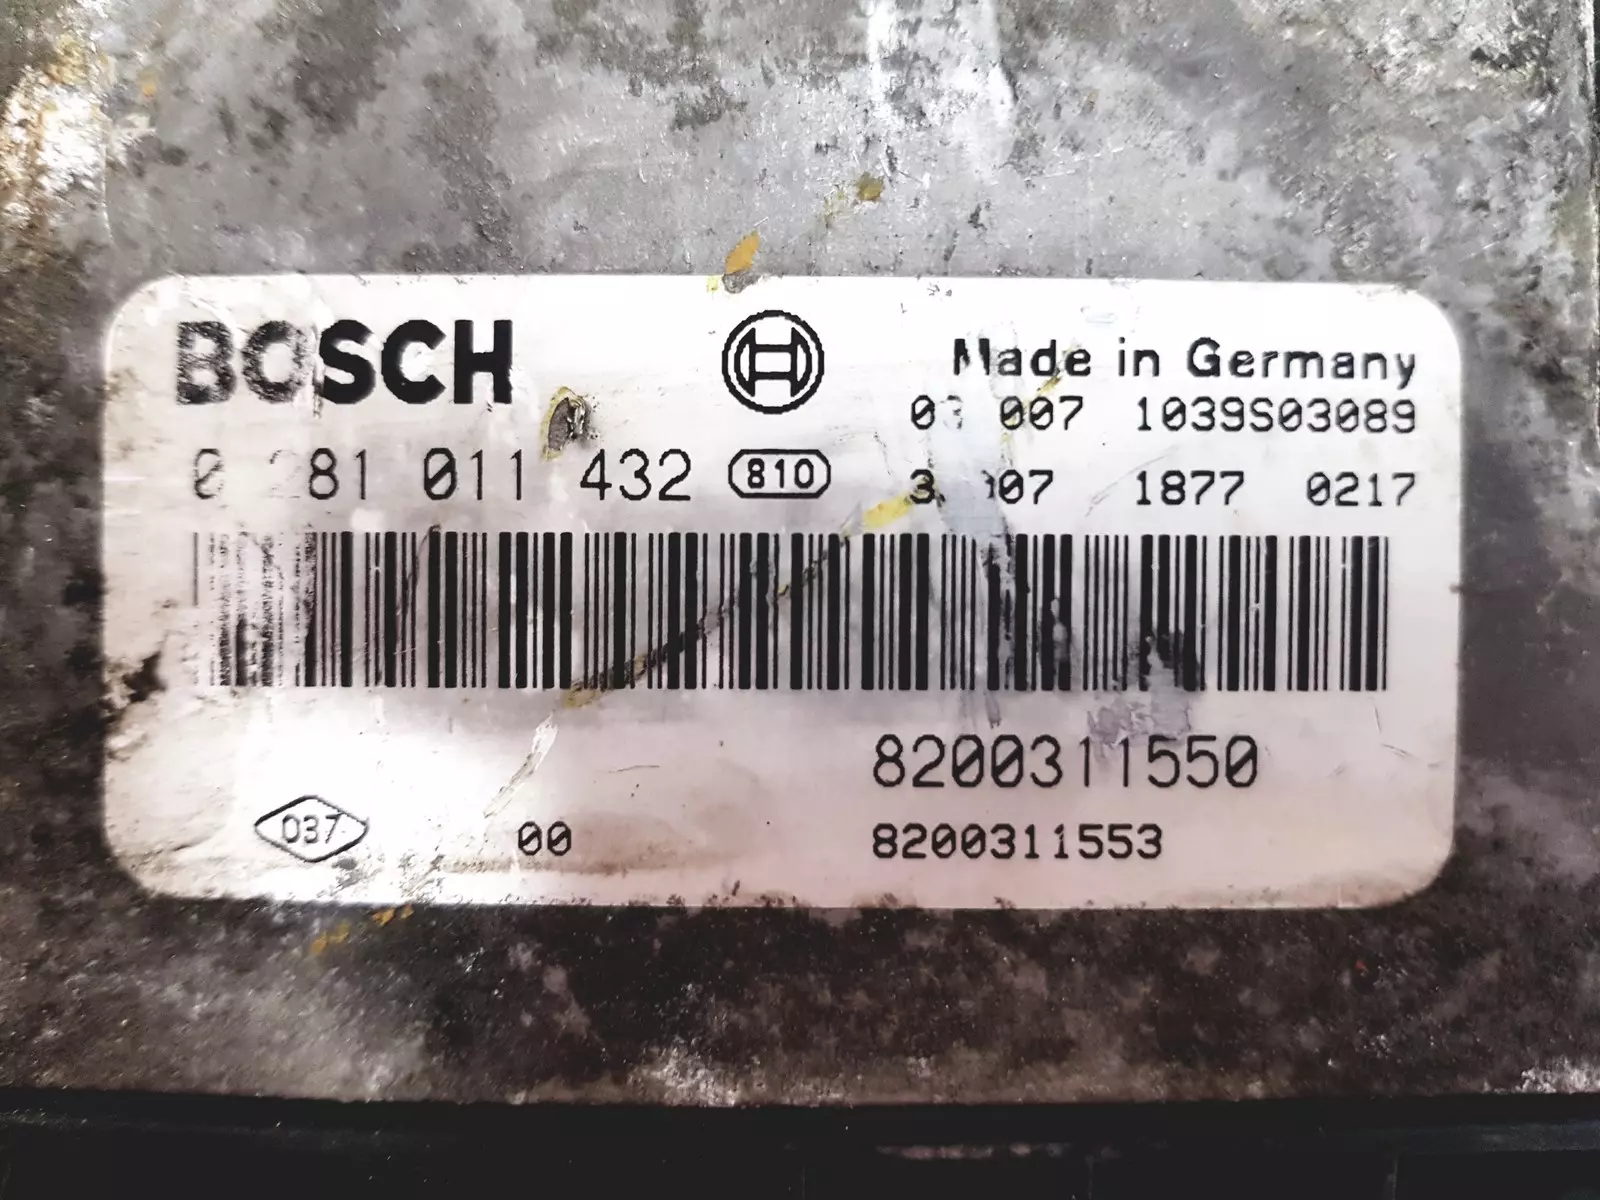 BOSCH
Made in Germany
007 1039S03089
0 281 011 432 810
1877 0217
8200311550
037 00 8200311553